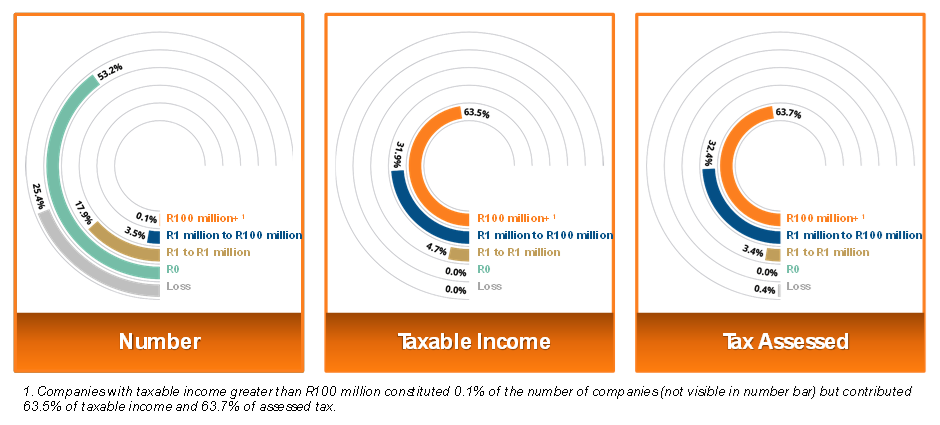 53.2%
25.4%
17.9%
3.5%
0.1%
R100 million+ ¹
R1 million to R100 million
R1 to R1 million
R0
Loss
Number
63.5%
31.9%
4.7%
0.0%
0.0%
R100 million+ ¹
R1 million to R100 million
R1 to R1 million
R0
Loss
Taxable Income
63.7%
32.4%
3.4%
0.0%
0.4%
R100 million+ ¹
R1 million to R100 million
R1 to R1 million
R0
Loss
Tax Assessed
1. Companies with taxable income greater than R100 million constituted 0.1% of the number of companies (not visible in number bar) but contributed
63.5% of taxable income and 63.7% of assessed tax.